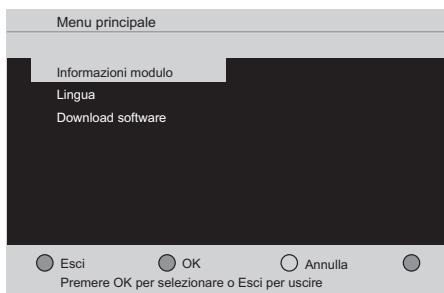 Menu principale
Informazioni modulo
Lingua
Download software
Esci OK Annulla
Premere OK per selezionare o Esci per uscire